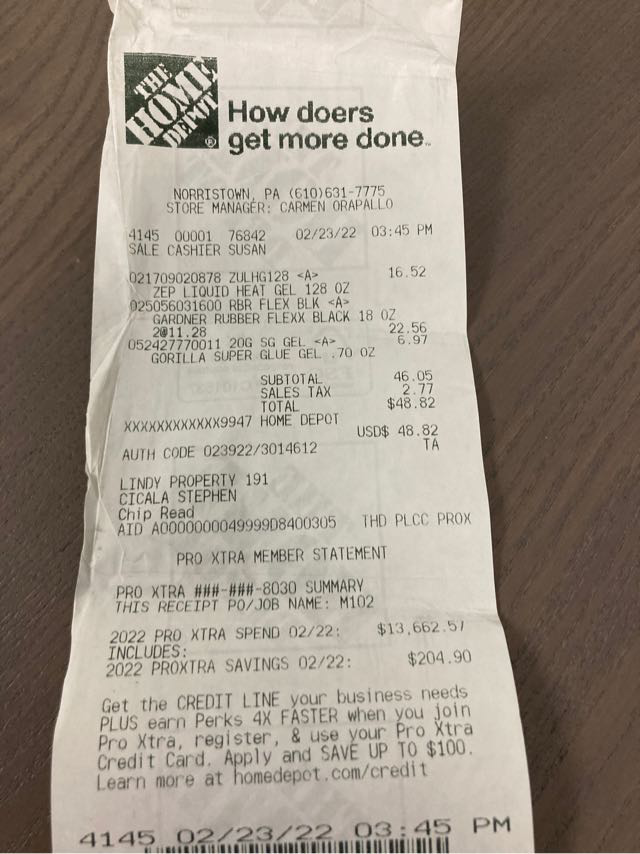 THE
HOME
DEPOT
How doers
get more done.
NORRISTOWN, PA (610)631-7775
STORE MANAGER: CARMEN ORAPALLO
4145 00001 76842 02/23/22 03:45 PM
SALE CASHIER SUSAN
021709020878 ZULHG128 <A> 16.52
ZEP LIQUID HEAT GEL 128 OZ
025056031600 RBR FLEX BLK <A>
GARDNER RUBBER FLEXX BLACK 18 OZ
2@11.28 22.56
052427770011 20G SG GEL <A> 6.97
GORILLA SUPER GLUE GEL .70 OZ
SUBTOTAL 46.05
SALES TAX 2.77
TOTAL $48.82
XXXXXXXXXXXX9947 HOME DEPOT
USD$ 48.82
AUTH CODE 023922/3014612 TA
LINDY PROPERTY 191
CICALA STEPHEN
Chip Read
AID A0000000049999D8400305 THD PLCC PROX
PRO XTRA MEMBER STATEMENT
PRO XTRA ###-###-8030 SUMMARY
THIS RECEIPT PO/JOB NAME: M102
2022 PRO XTRA SPEND 02/22: $13,662.57
INCLUDES:
2022 PROXTRA SAVINGS 02/22: $204.90
Get the CREDIT LINE your business needs
PLUS earn Perks 4X FASTER when you join
Pro Xtra, register, & use your Pro Xtra
Credit Card. Apply and SAVE UP TO $100.
Learn more at homedepot.com/credit
4145 02/23/22 03:45 PM